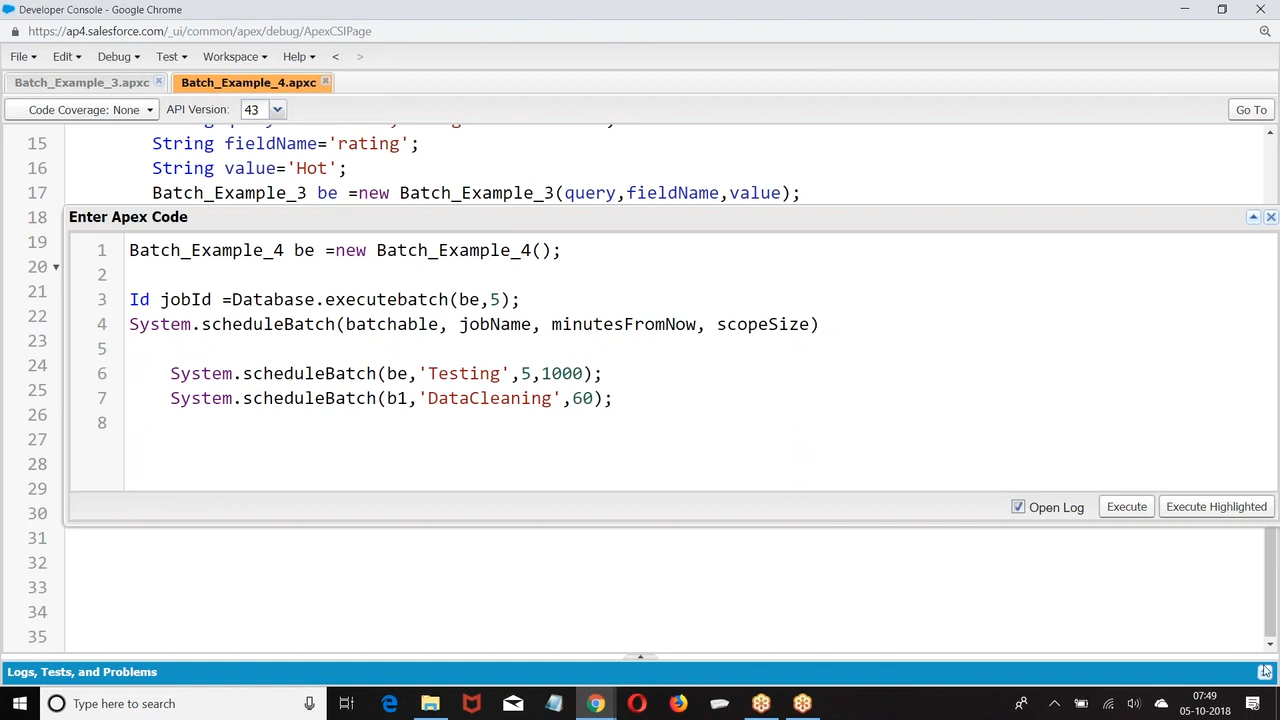 Developer Console - Google Chrome
https://ap4.salesforce.com/_ui/common/apex/debug/ApexCSIPage
File Edit Debug Test Workspace Help < >
Batch_Example_3.apxc Batch_Example_4.apxc
Code Coverage: None API Version: 43 Go To
15 String fieldName='rating';
16 String value='Hot';
17 Batch_Example_3 be =new Batch_Example_3(query,fieldName,value);
18
Enter Apex Code
19
1 Batch_Example_4 be =new Batch_Example_4();
20
2
21
3 Id jobId =Database.executebatch(be,5);
22
4 System.scheduleBatch(batchable, jobName, minutesFromNow, scopeSize)
23
5
24
6 System.scheduleBatch(be,'Testing',5,1000);
25
7 System.scheduleBatch(b1,'DataCleaning',60);
26
8
27
28
29
30
Open Log Execute Execute Highlighted
31
32
33
34
35
Logs, Tests, and Problems
Type here to search
07:49
05-10-2018